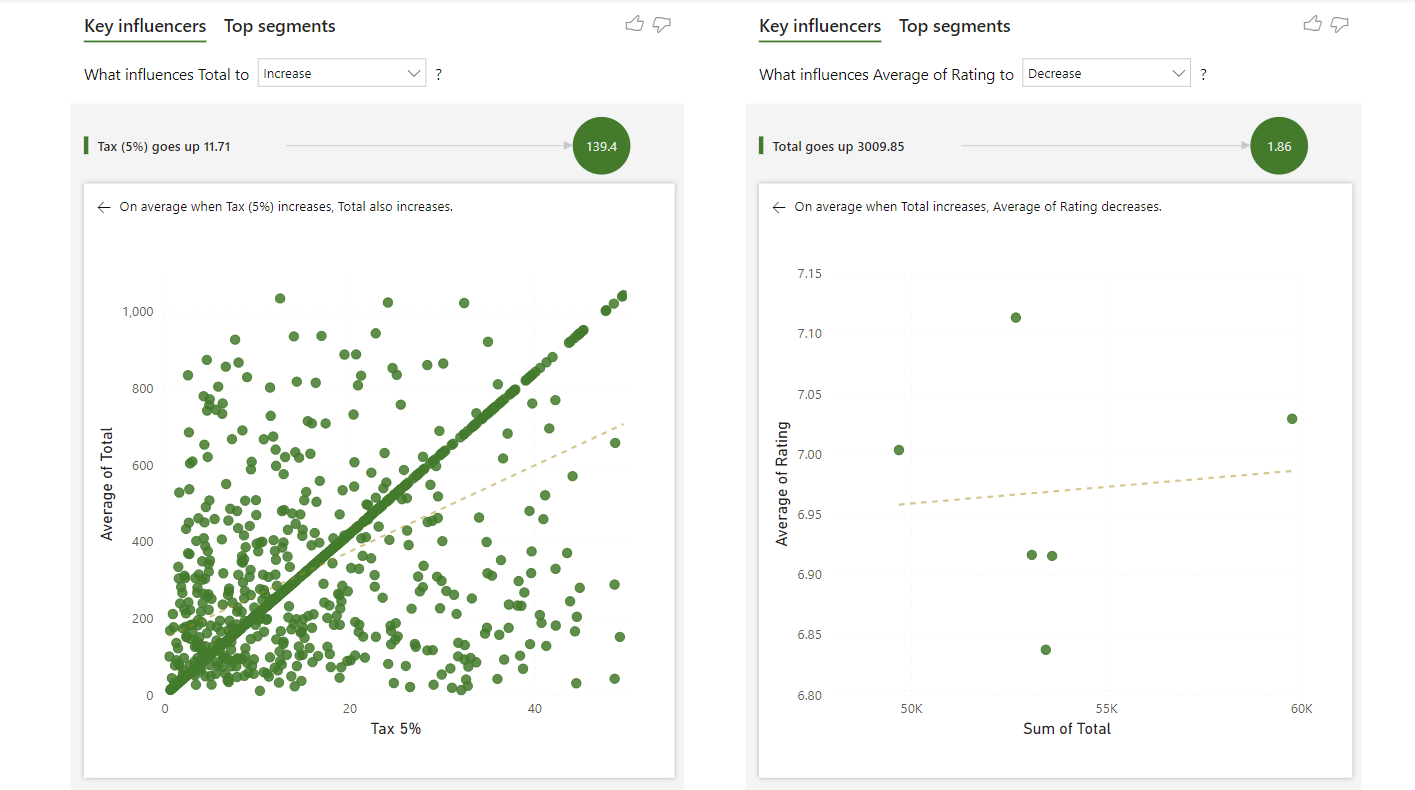 Key influencers Top segments
What influences Total to Increase ?
Tax (5%) goes up 11.71 139.4
On average when Tax (5%) increases, Total also increases.
1,000
800
600
400
200
0
Average of Total
0 20 40
Tax 5%
Key influencers Top segments
What influences Average of Rating to Decrease ?
Total goes up 3009.85 1.86
On average when Total increases, Average of Rating decreases.
7.15
7.10
7.05
7.00
6.95
6.90
6.85
6.80
Average of Rating
50K 55K 60K
Sum of Total